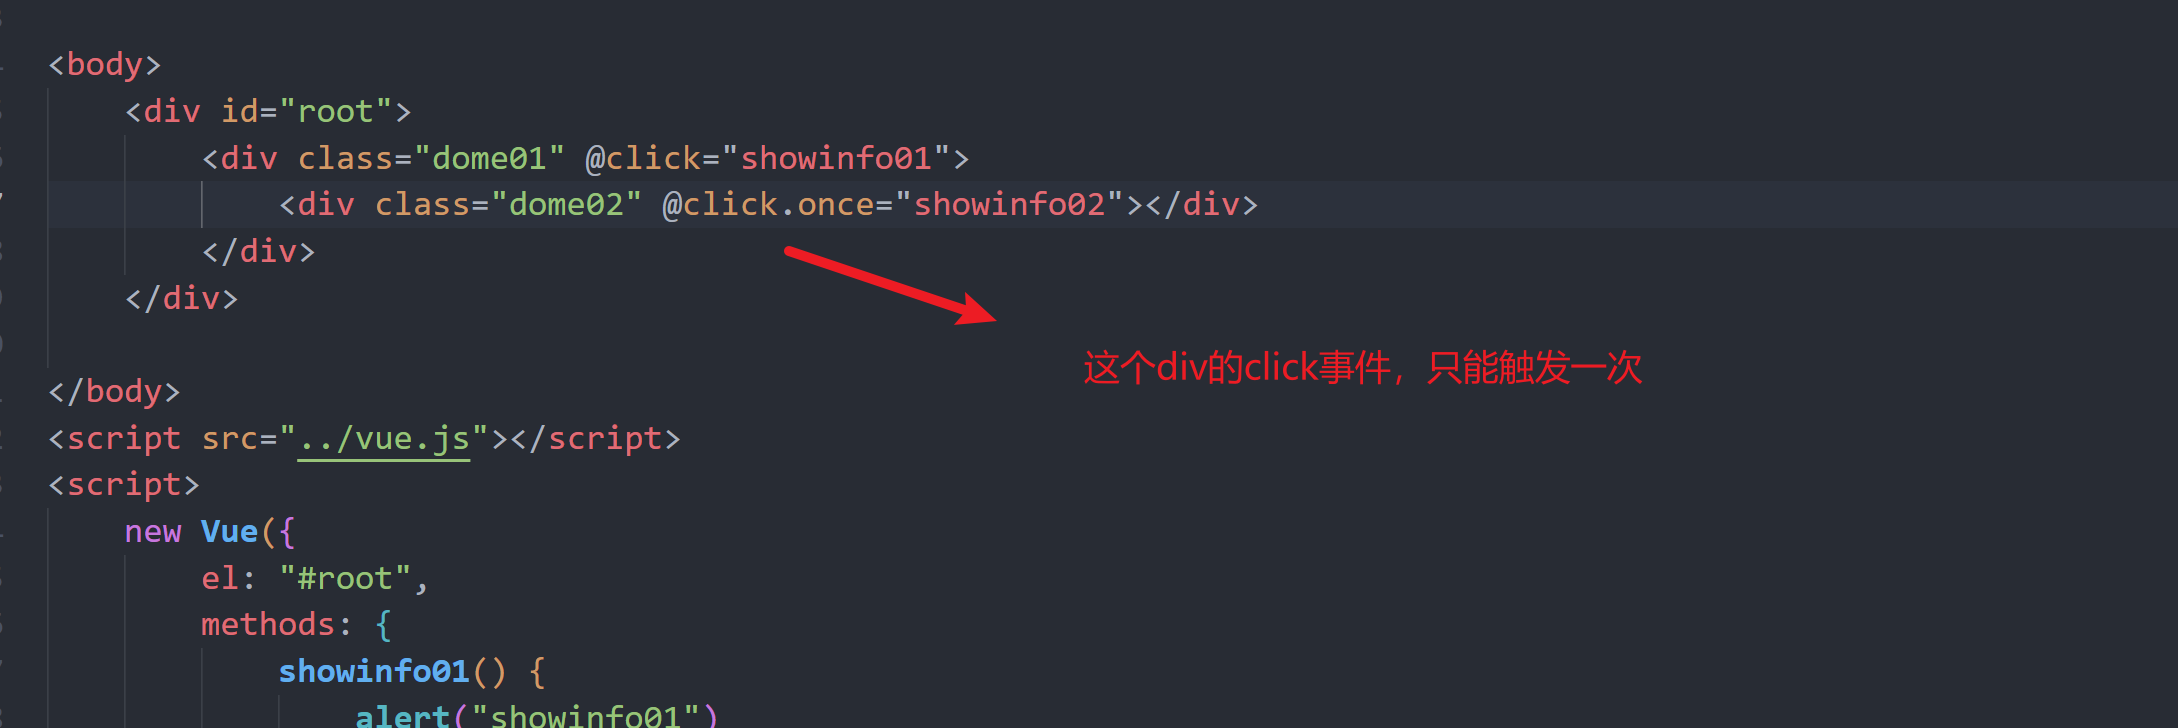 <body>
<div id="root">
<div class="dome01" @click="showinfo01">
<div class="dome02" @click.once="showinfo02"></div>
</div>
</div>
这个div的click事件，只能触发一次
</body>
<script src="../vue.js"></script>
<script>
new Vue({
el: "#root",
methods: {
showinfo01() {
alert("showinfo01")